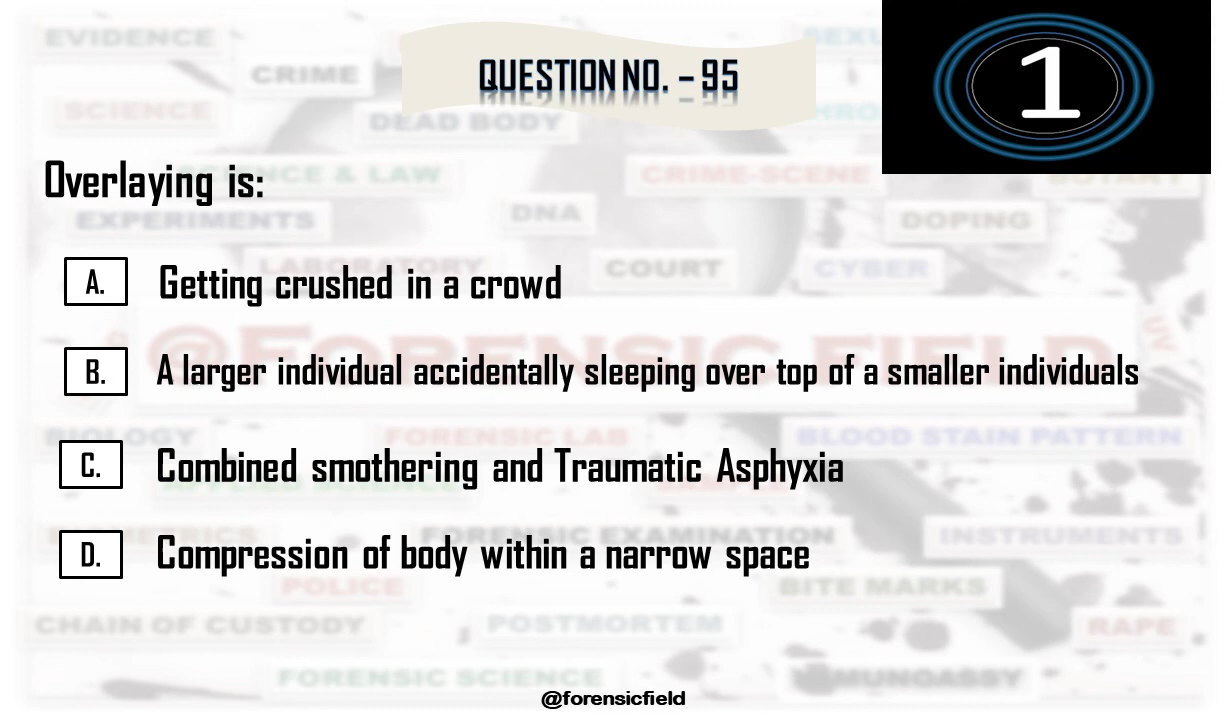 EVIDENCE
CRIME
QUESTION NO. – 95
1
SCIENCE
DEAD BODY
Overlaying is:
& LAW
CRIME-SCENE
BOTANY
EXPERIMENTS
DNA
DOPING
LABORATORY
COURT
CYBER
A. Getting crushed in a crowd
@FORENSIC FIELD
B. A larger individual accidentally sleeping over top of a smaller individuals
BIOLOGY
FORENSIC LAB
BLOOD STAIN PATTERN
C. Combined smothering and Traumatic Asphyxia
FORENSIC EXAMINATION
INSTRUMENTS
D. Compression of body within a narrow space
POLICE
BITE MARKS
CHAIN OF CUSTODY
POSTMORTEM
RAPE
FORENSIC SCIENCE
@forensicfield